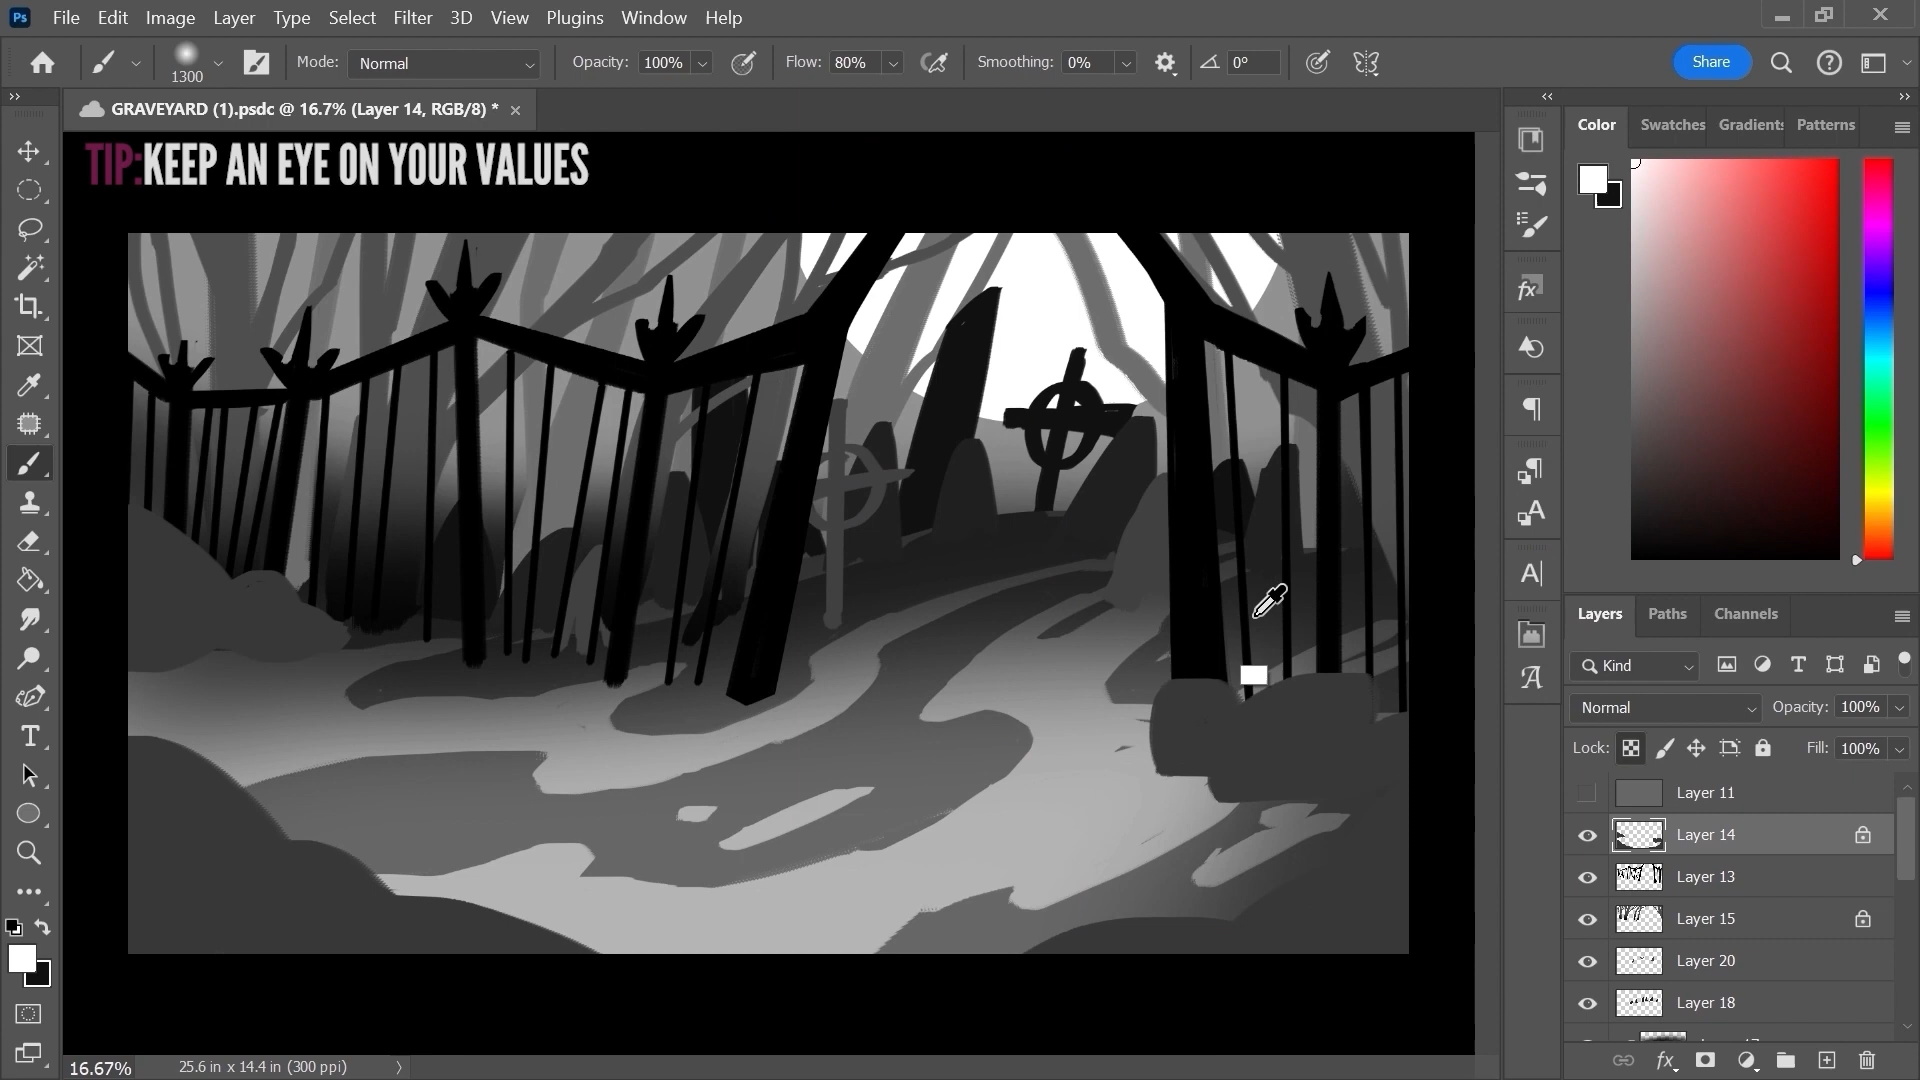 Ps File Edit Image Layer Type Select Filter 3D View Plugins Window Help
1300 Mode: Normal Opacity: 100% Flow: 80% Smoothing: 0% 0° Share
GRAVEYARD (1).psdc @ 16.7% (Layer 14, RGB/8) *
TIP:KEEP AN EYE ON YOUR VALUES
Color Swatches Gradients Patterns
Layers Paths Channels
Kind
Normal Opacity: 100%
Lock: Fill: 100%
Layer 11
Layer 14
Layer 13
Layer 15
Layer 20
Layer 18
16.67% 25.6 in x 14.4 in (300 ppi)
fx